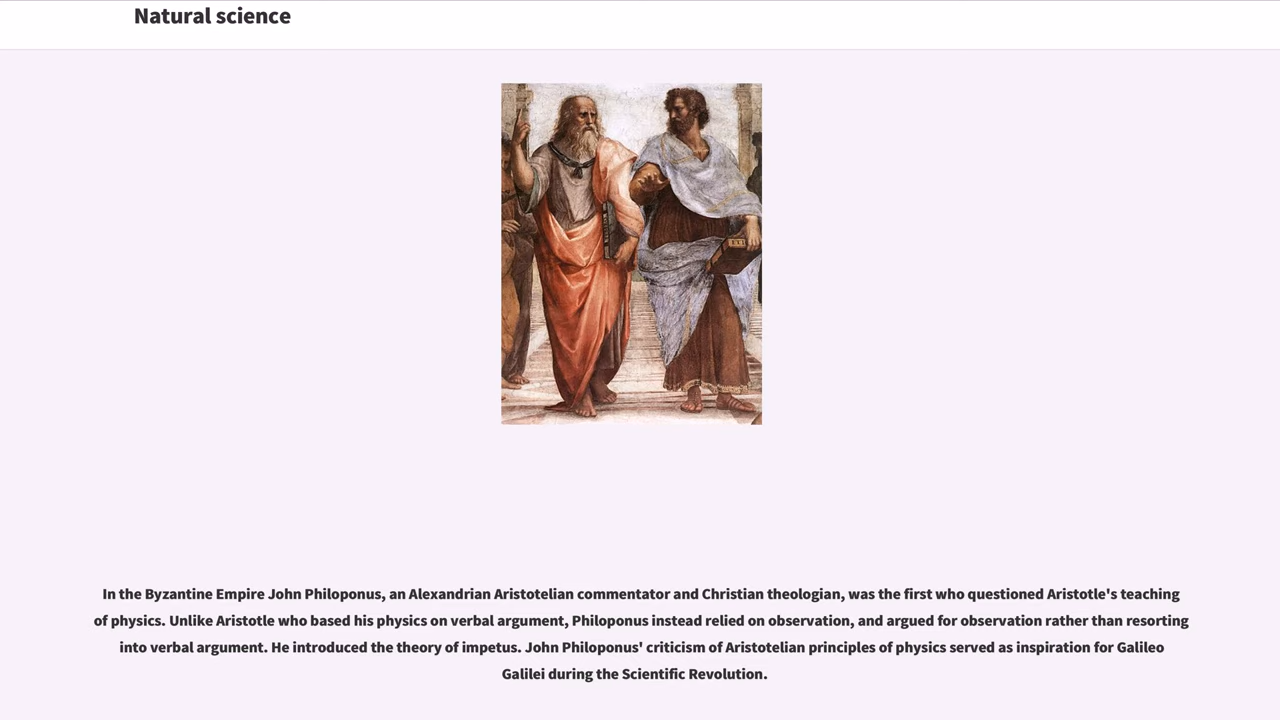 Natural science
In the Byzantine Empire John Philoponus, an Alexandrian Aristotelian commentator and Christian theologian, was the first who questioned Aristotle's teaching
of physics. Unlike Aristotle who based his physics on verbal argument, Philoponus instead relied on observation, and argued for observation rather than resorting
into verbal argument. He introduced the theory of impetus. John Philoponus' criticism of Aristotelian principles of physics served as inspiration for Galileo
Galilei during the Scientific Revolution.